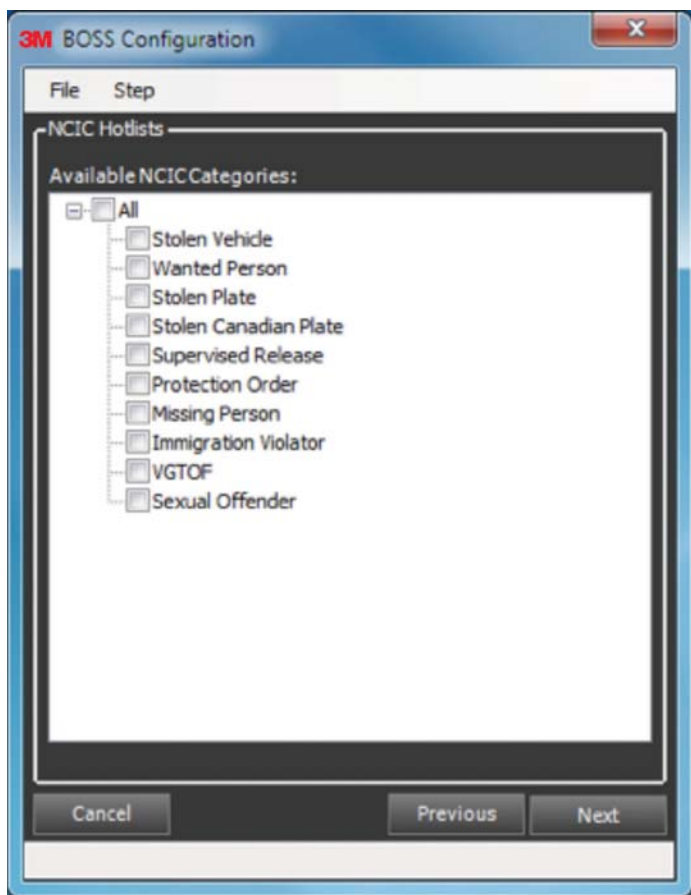 3M BOSS Configuration
File Step
NCIC Hotlists
Available NCIC Categories:
All
Stolen Vehicle
Wanted Person
Stolen Plate
Stolen Canadian Plate
Supervised Release
Protection Order
Missing Person
Immigration Violator
VGTOF
Sexual Offender
Cancel Previous Next